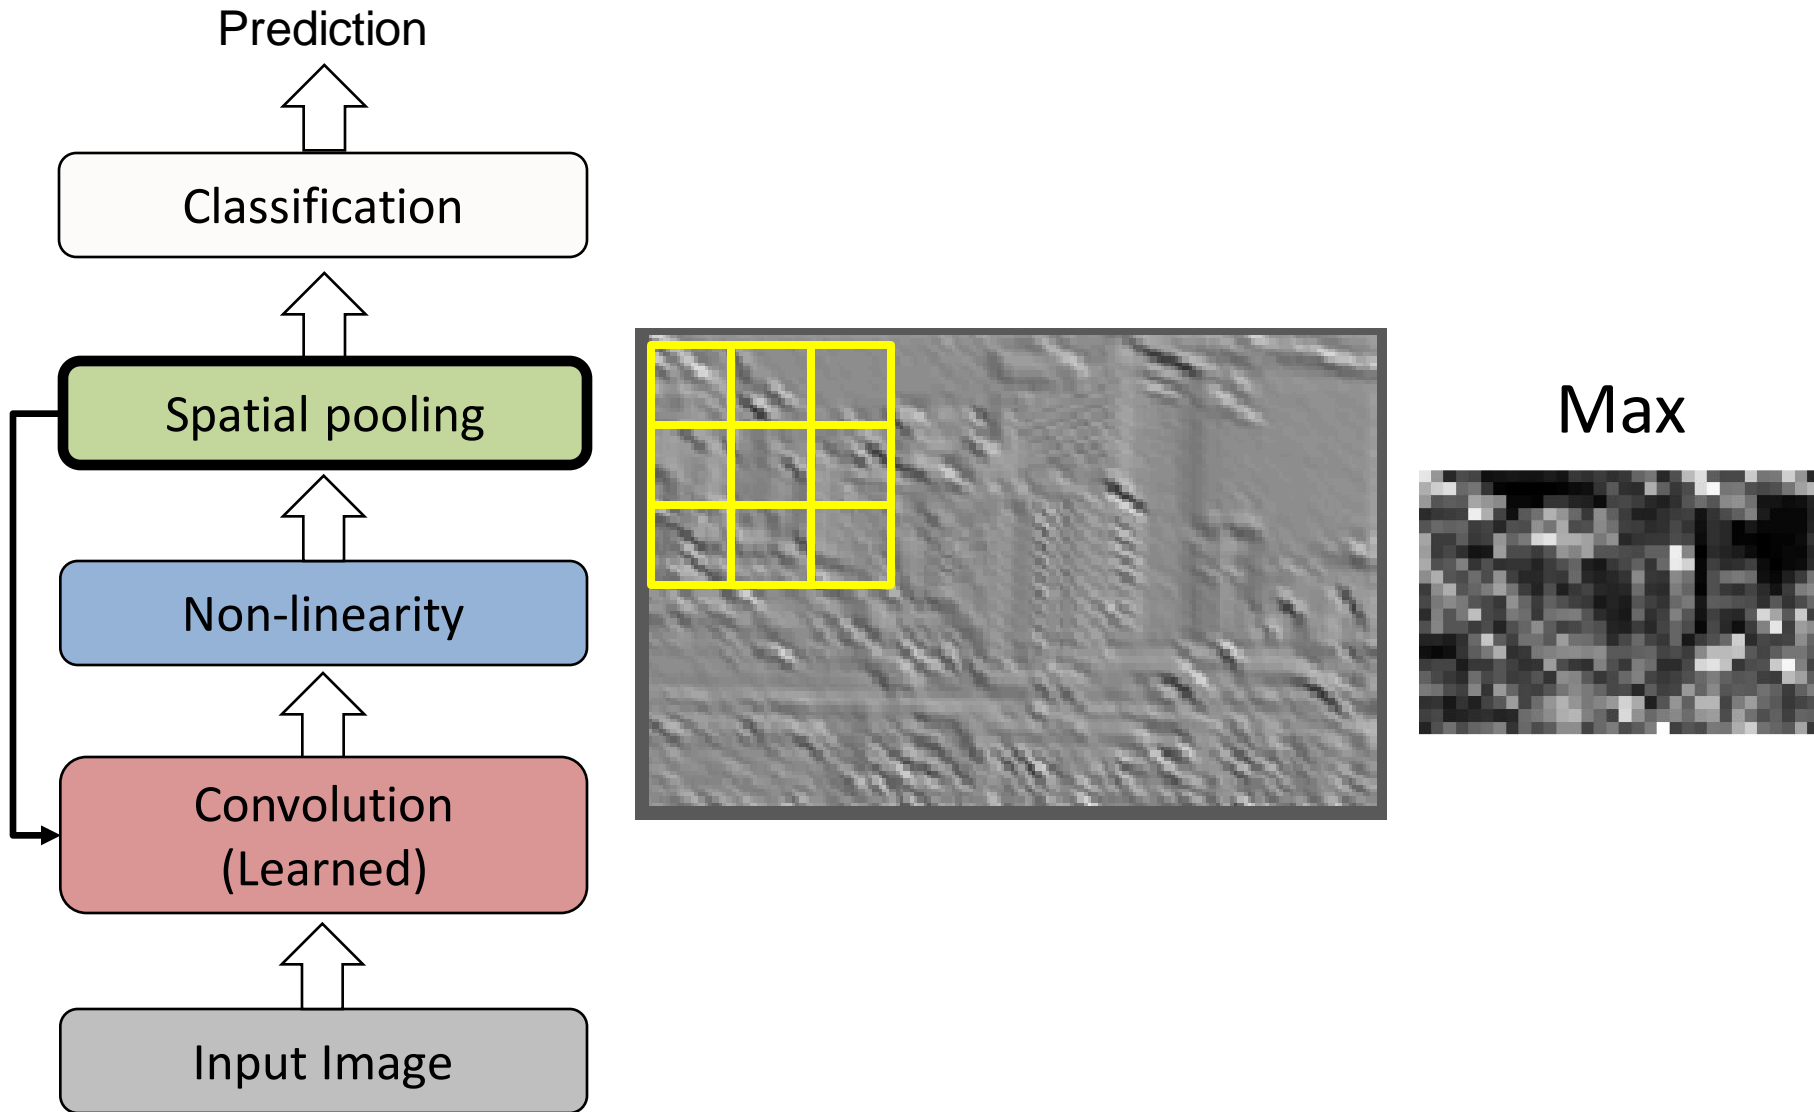 Prediction
Classification
Spatial pooling
Non-linearity
Convolution
(Learned)
Input Image
Max